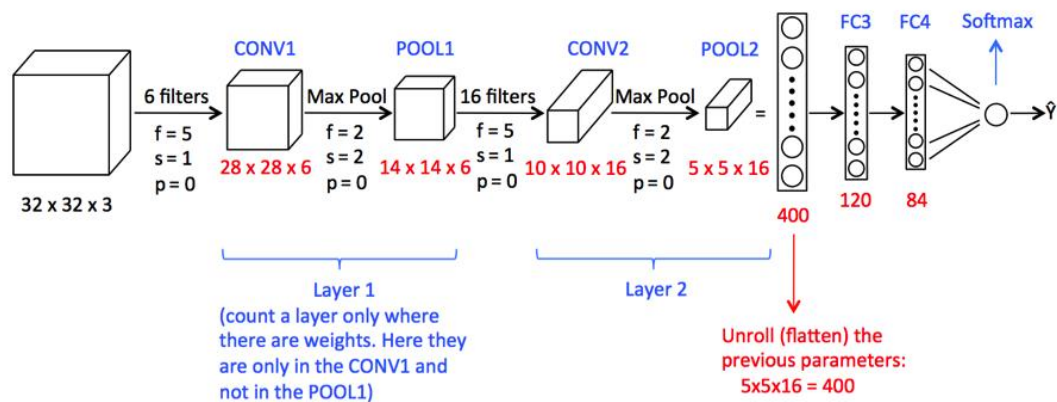 CONV1
POOL1
CONV2
POOL2
FC3
FC4
Softmax
6 filters
f = 5
s = 1
p = 0
Max Pool
f = 2
s = 2
p = 0
16 filters
f = 5
s = 1
p = 0
Max Pool
f = 2
s = 2
p = 0
=
Ŷ
32 x 32 x 3
28 x 28 x 6
14 x 14 x 6
10 x 10 x 16
5 x 5 x 16
400
120
84
Layer 1
(count a layer only where
there are weights. Here they
are only in the CONV1 and
not in the POOL1)
Layer 2
Unroll (flatten) the
previous parameters:
5x5x16 = 400